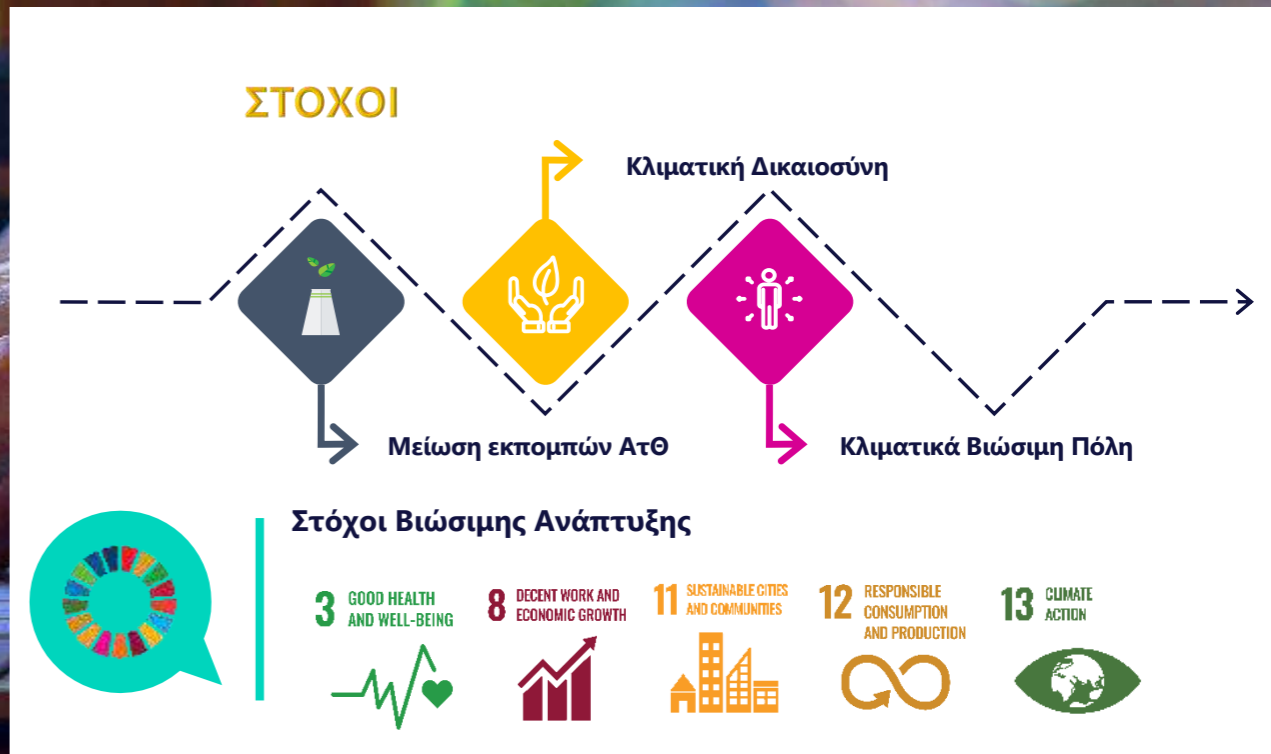 ΣΤΟΧΟΙ
Κλιματική Δικαιοσύνη
Μείωση εκπομπών ΑτΘ
Κλιματικά Βιώσιμη Πόλη
Στόχοι Βιώσιμης Ανάπτυξης
3 GOOD HEALTH
AND WELL-BEING
8 DECENT WORK AND
ECONOMIC GROWTH
11 SUSTAINABLE CITIES
AND COMMUNITIES
12 RESPONSIBLE
CONSUMPTION
AND PRODUCTION
13 CLIMATE
ACTION